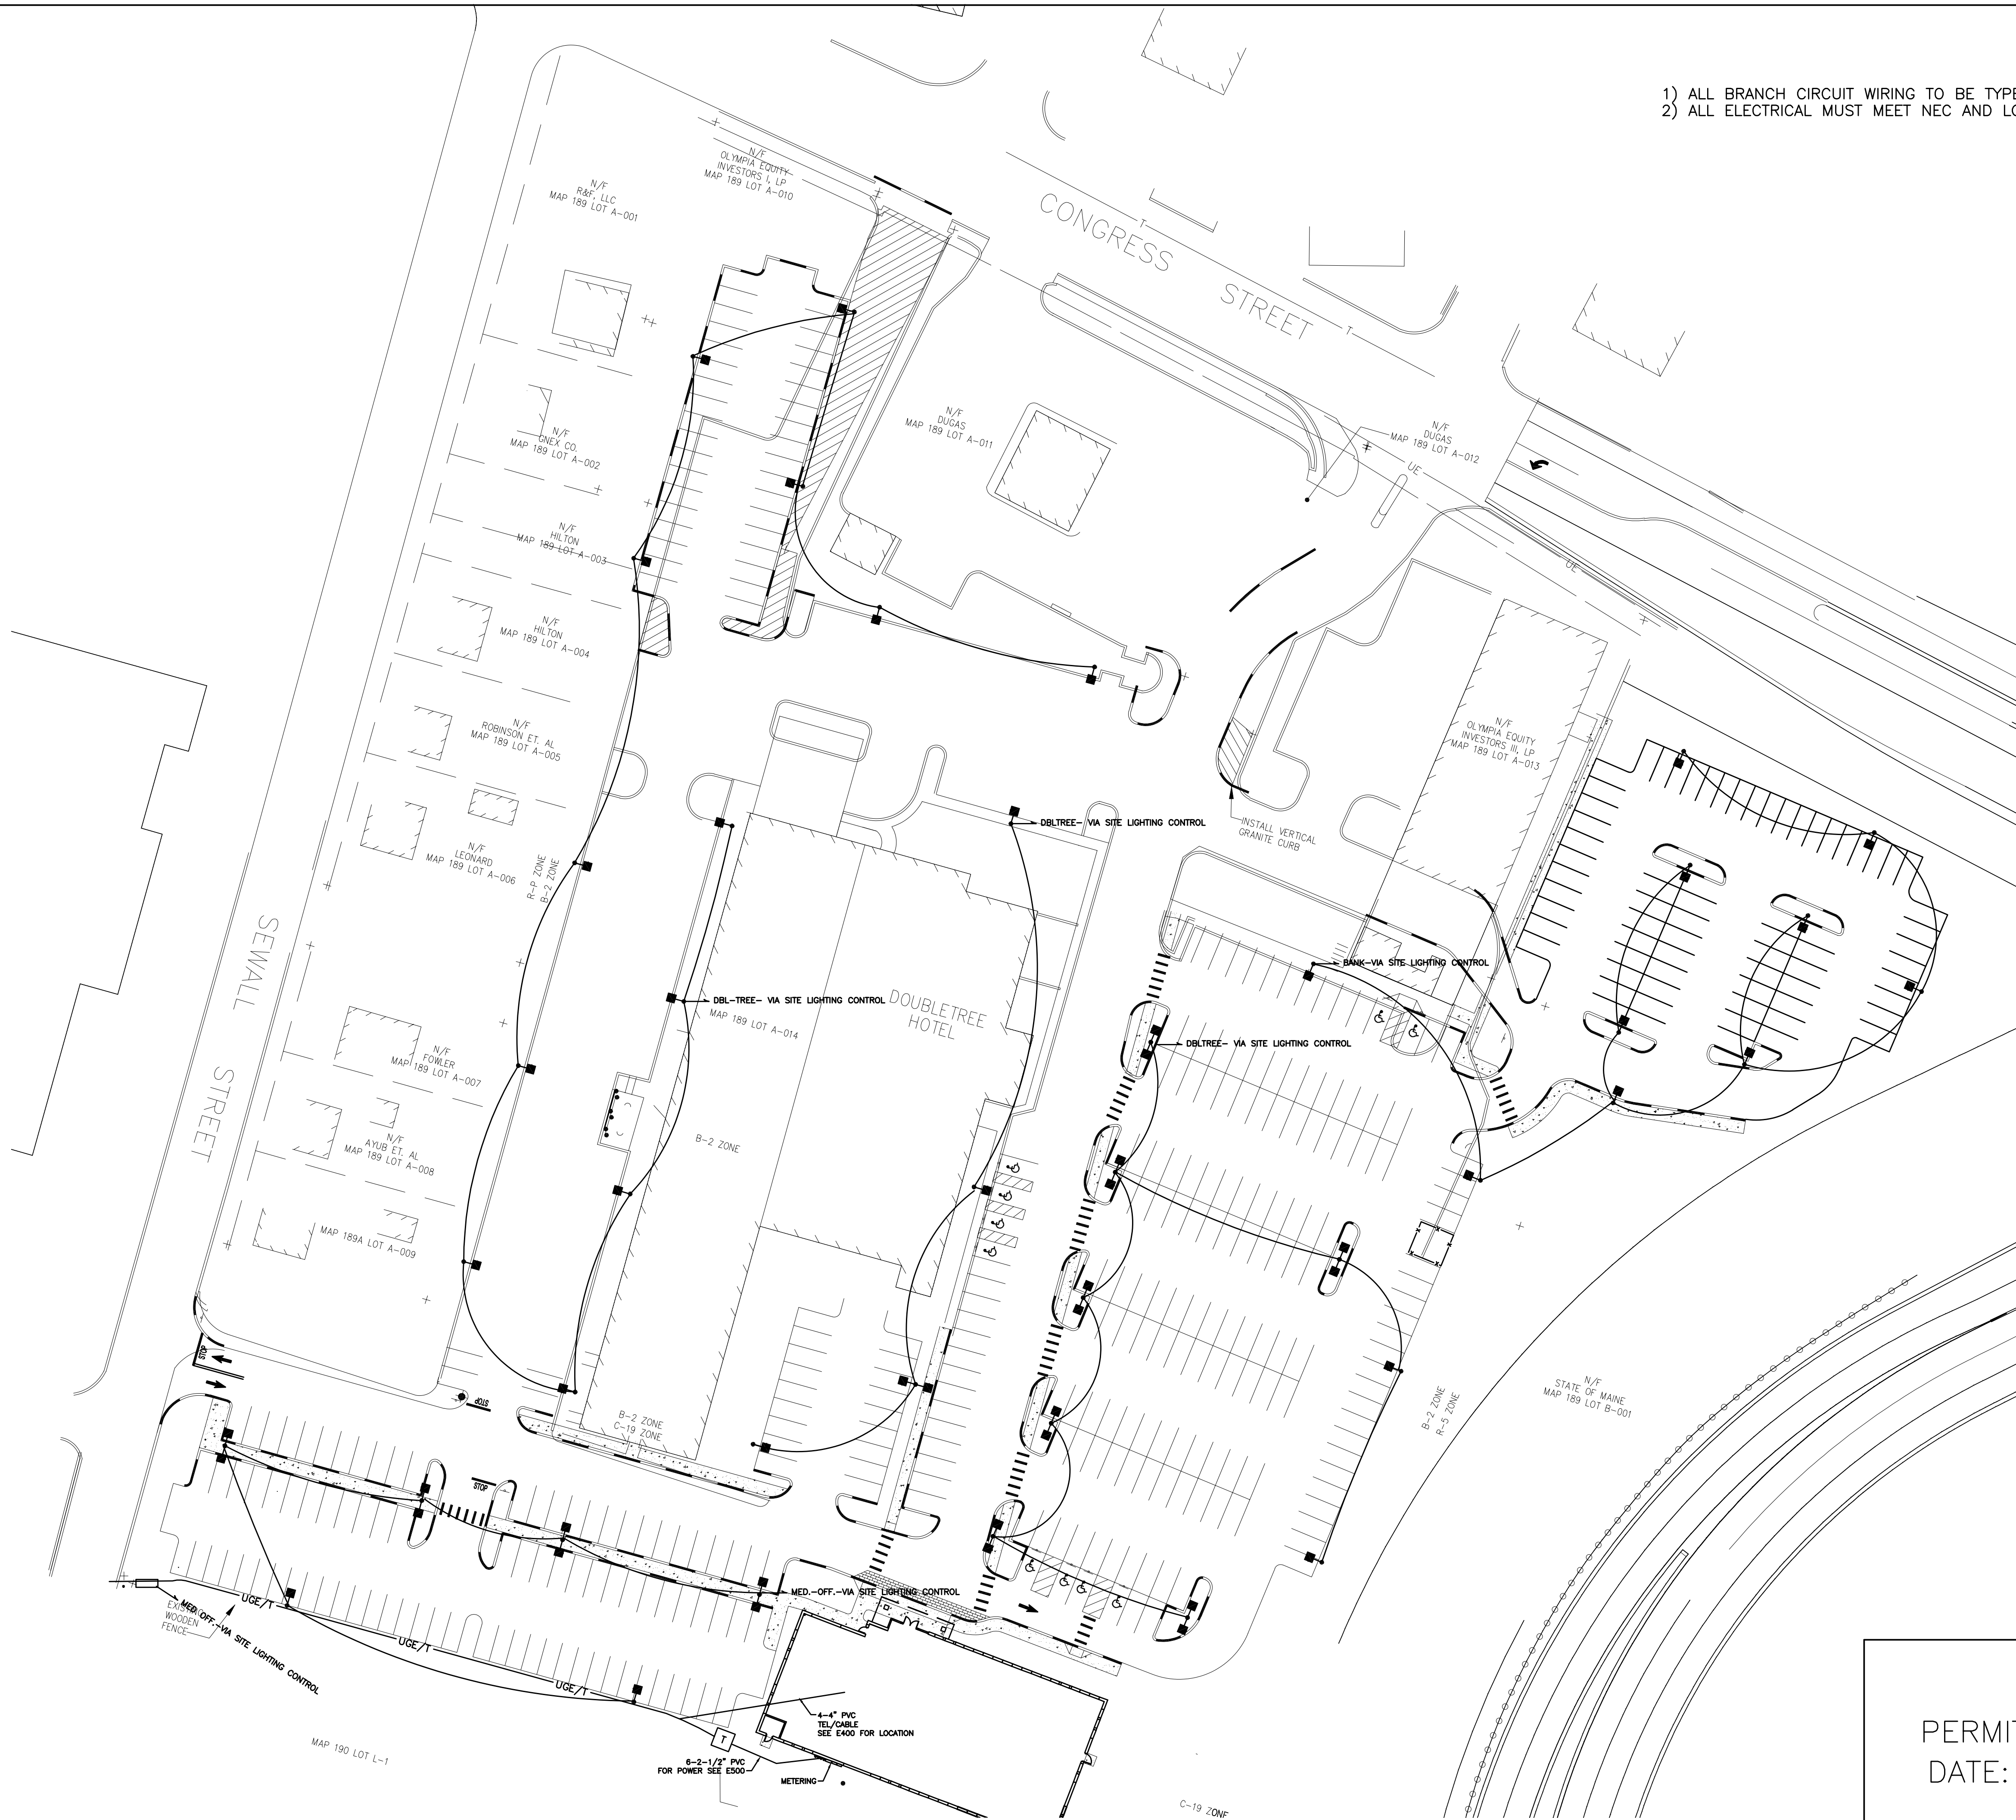 1) ALL BRANCH CIRCUIT WIRING TO BE TYPE
2) ALL ELECTRICAL MUST MEET NEC AND
N/F
OLYMPIA EQUITY
INVESTORS I, LP
MAP 189 LOT A-010
N/F
R&F, LLC
MAP 189 LOT A-001
CONGRESS STREET
T
T
N/F
DUGAS
MAP 189 LOT A-011
N/F
DUGAS
MAP 189 LOT A-012
UE
UE
N/F
GNEX CO.
MAP 189 LOT A-002
N/F
HILTON
MAP 189 LOT A-003
N/F
HILTON
MAP 189 LOT A-004
N/F
ROBINSON ET. AL
MAP 189 LOT A-005
N/F
OLYMPIA EQUITY
INVESTORS III, LP
MAP 189 LOT A-013
DBLTREE- VIA SITE LIGHTING CONTROL
INSTALL VERTICAL
GRANITE CURB
N/F
LEONARD
MAP 189 LOT A-006
R-P ZONE
B-2 ZONE
SEWALL STREET
BANK-VIA SITE LIGHTING CONTROL
DBL-TREE- VIA SITE LIGHTING CONTROL
MAP 189 LOT A-014
DOUBLETREE
HOTEL
DBLTREE- VIA SITE LIGHTING CONTROL
N/F
FOWLER
MAP 189 LOT A-007
N/F
AYUB ET. AL
MAP 189 LOT A-008
B-2 ZONE
MAP 189A LOT A-009
STOP
STOP
B-2 ZONE
C-19 ZONE
B-2 ZONE
R-5 ZONE
N/F
STATE OF MAINE
MAP 189 LOT B-001
STOP
MED.-OFF.-VIA SITE LIGHTING CONTROL
WOODEN
FENCE
MED. OFF.-VIA SITE LIGHTING CONTROL
UGE/T
UGE/T
UGE/T
4-4" PVC
TEL/CABLE
SEE E400 FOR LOCATION
T
6-2-1/2" PVC
FOR POWER SEE E500
METERING
MAP 190 LOT L-1
C-19 ZONE
PERMIT
DATE: